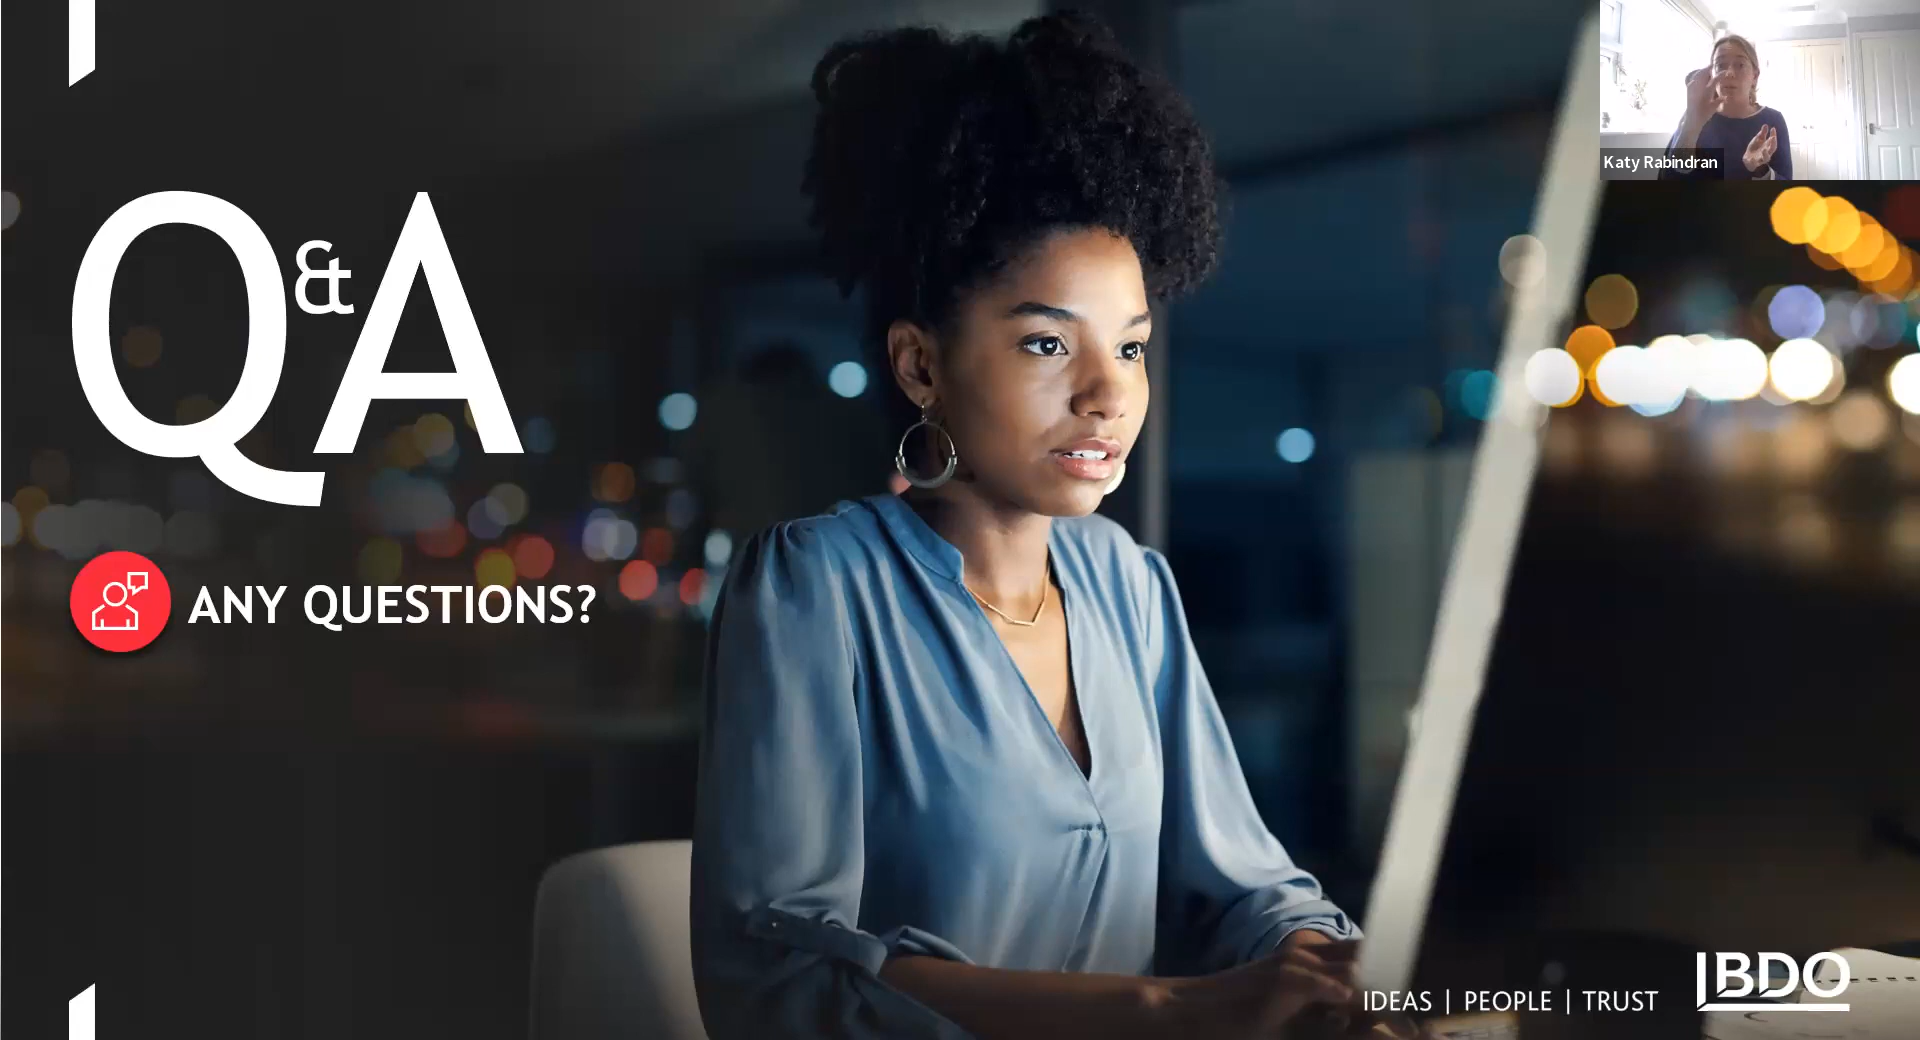 Katy Rabindran
Q&A
ANY QUESTIONS?
IDEAS | PEOPLE | TRUST
BDO